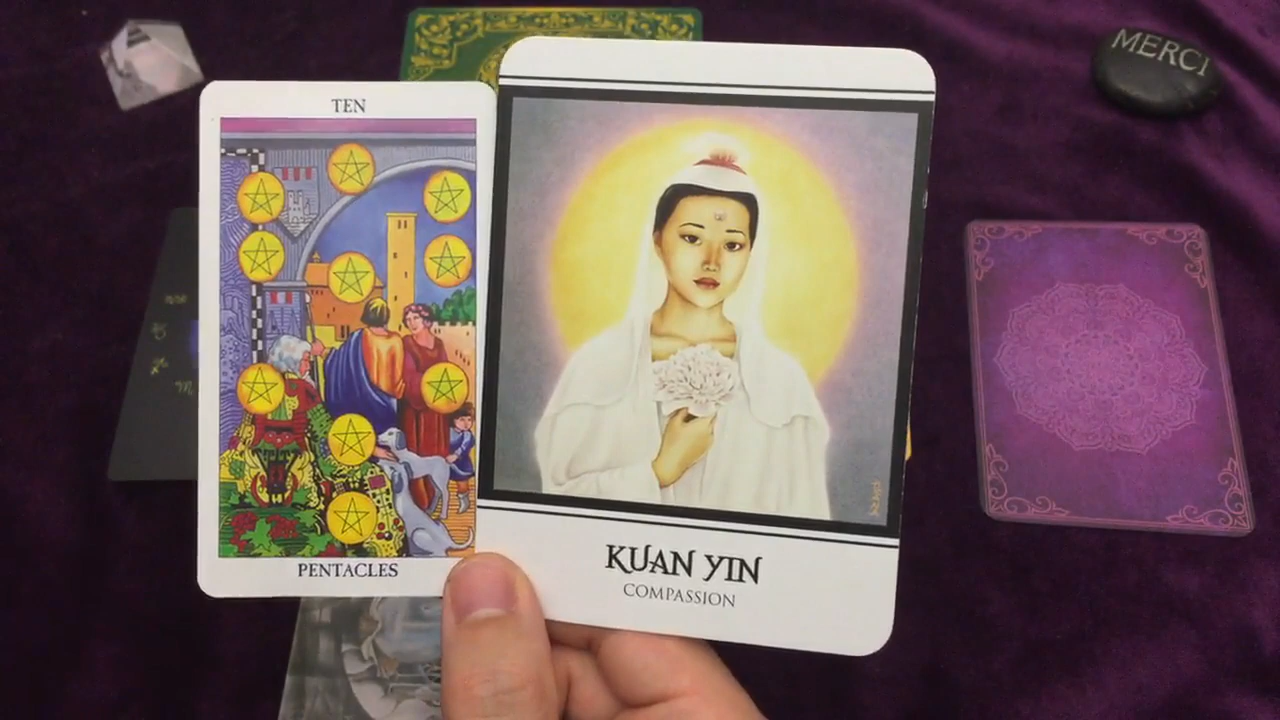 MERCI
TEN
PENTACLES
KUAN YIN
COMPASSION